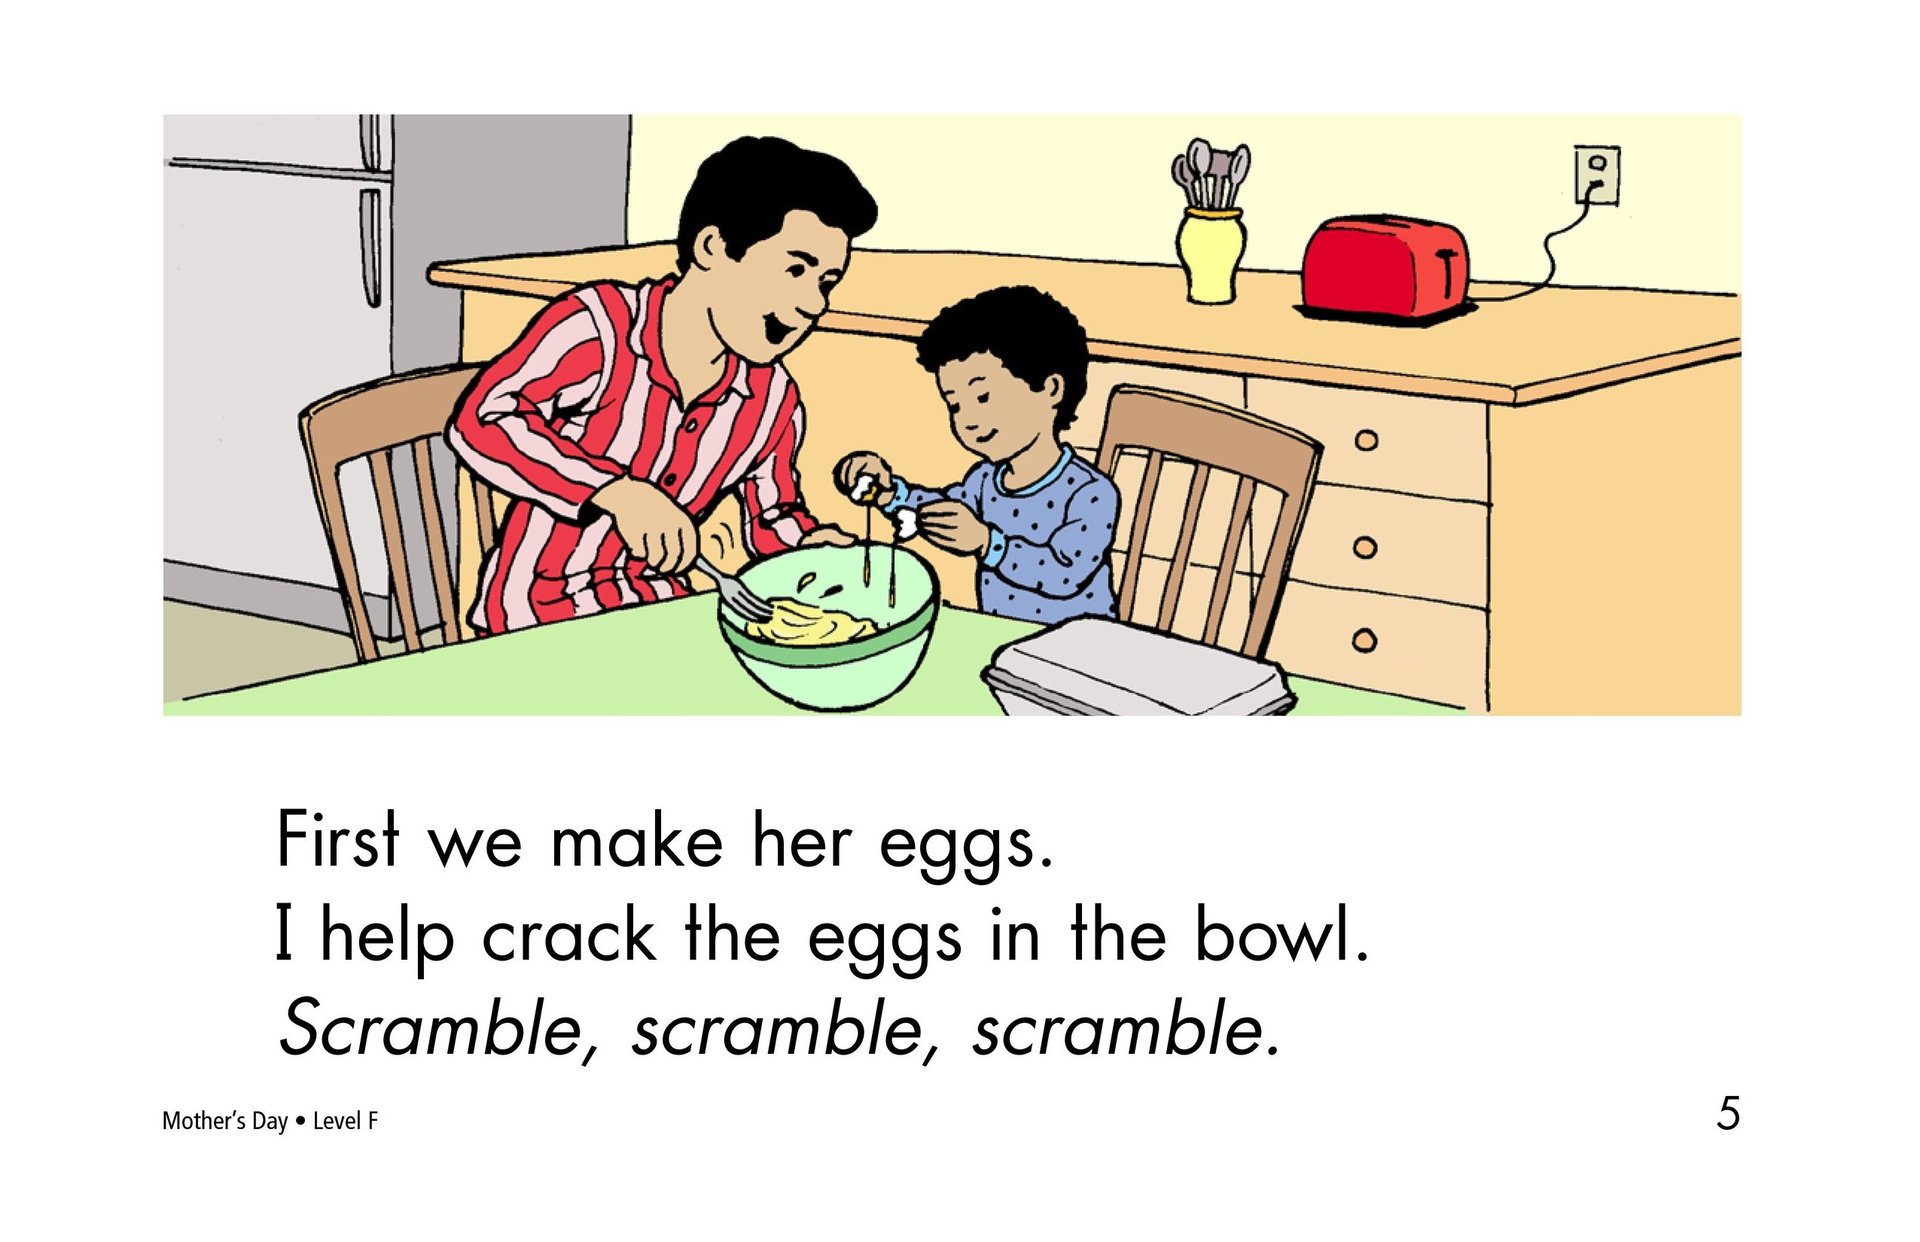 First we make her eggs.
I help crack the eggs in the bowl.
Scramble, scramble, scramble.
Mother’s Day • Level F
5